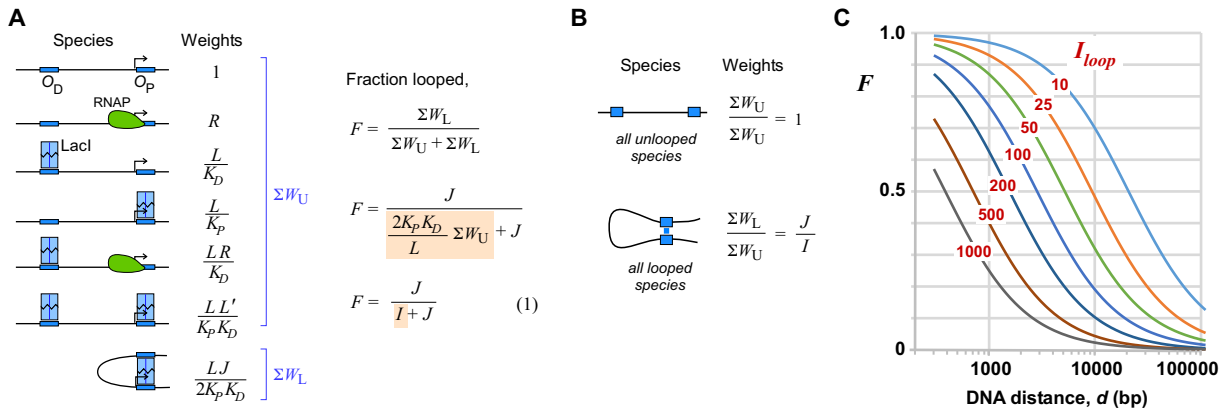 A
Species Weights
O_D O_P 1
RNAP
R
LacI
L/K_D
L/K_P
L R/K_D
L L′/K_P K_D
ΣW_U
L J/2K_P K_D
ΣW_L
Fraction looped,
F = ΣW_L/(ΣW_U + ΣW_L)
F = J/((2K_P K_D/L) ΣW_U + J)
F = J/(I + J) (1)
B
Species Weights
ΣW_U/ΣW_U = 1
all unlooped
species
ΣW_L/ΣW_U = J/I
all looped
species
C
1.0
F
0.5
0
I_loop
10
25
50
100
200
500
1000
1000 10000 100000
DNA distance, d (bp)